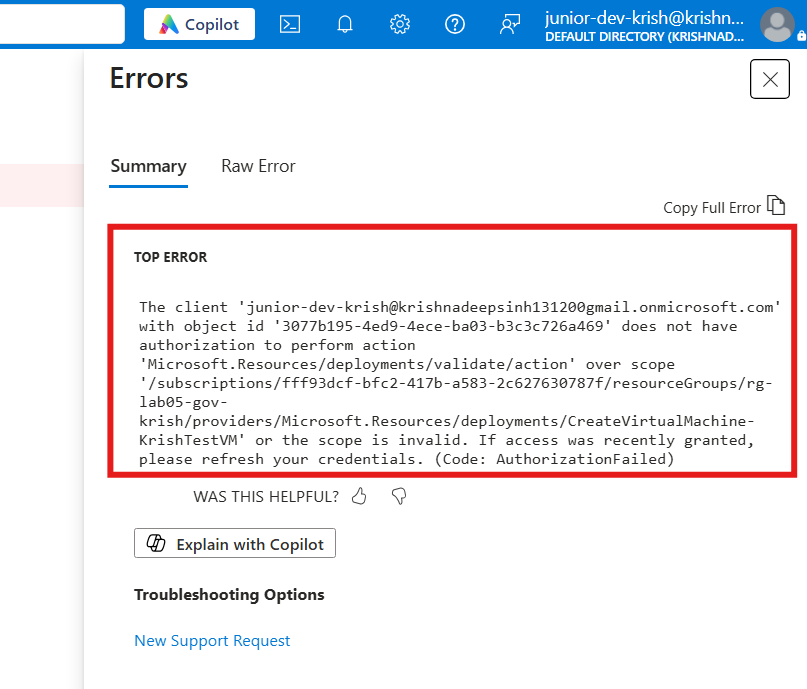 Copilot
junior-dev-krish@krishn...
DEFAULT DIRECTORY (KRISHNAD...
Errors
Summary
Raw Error
Copy Full Error
TOP ERROR
The client 'junior-dev-krish@krishnadeepsinh131200gmail.onmicrosoft.com'
with object id '3077b195-4ed9-4ece-ba03-b3c3c726a469' does not have
authorization to perform action
'Microsoft.Resources/deployments/validate/action' over scope
'/subscriptions/fff93dcf-bfc2-417b-a583-2c627630787f/resourceGroups/rg-
lab05-gov-
krish/providers/Microsoft.Resources/deployments/CreateVirtualMachine-
KrishTestVM' or the scope is invalid. If access was recently granted,
please refresh your credentials. (Code: AuthorizationFailed)
WAS THIS HELPFUL?
Explain with Copilot
Troubleshooting Options
New Support Request